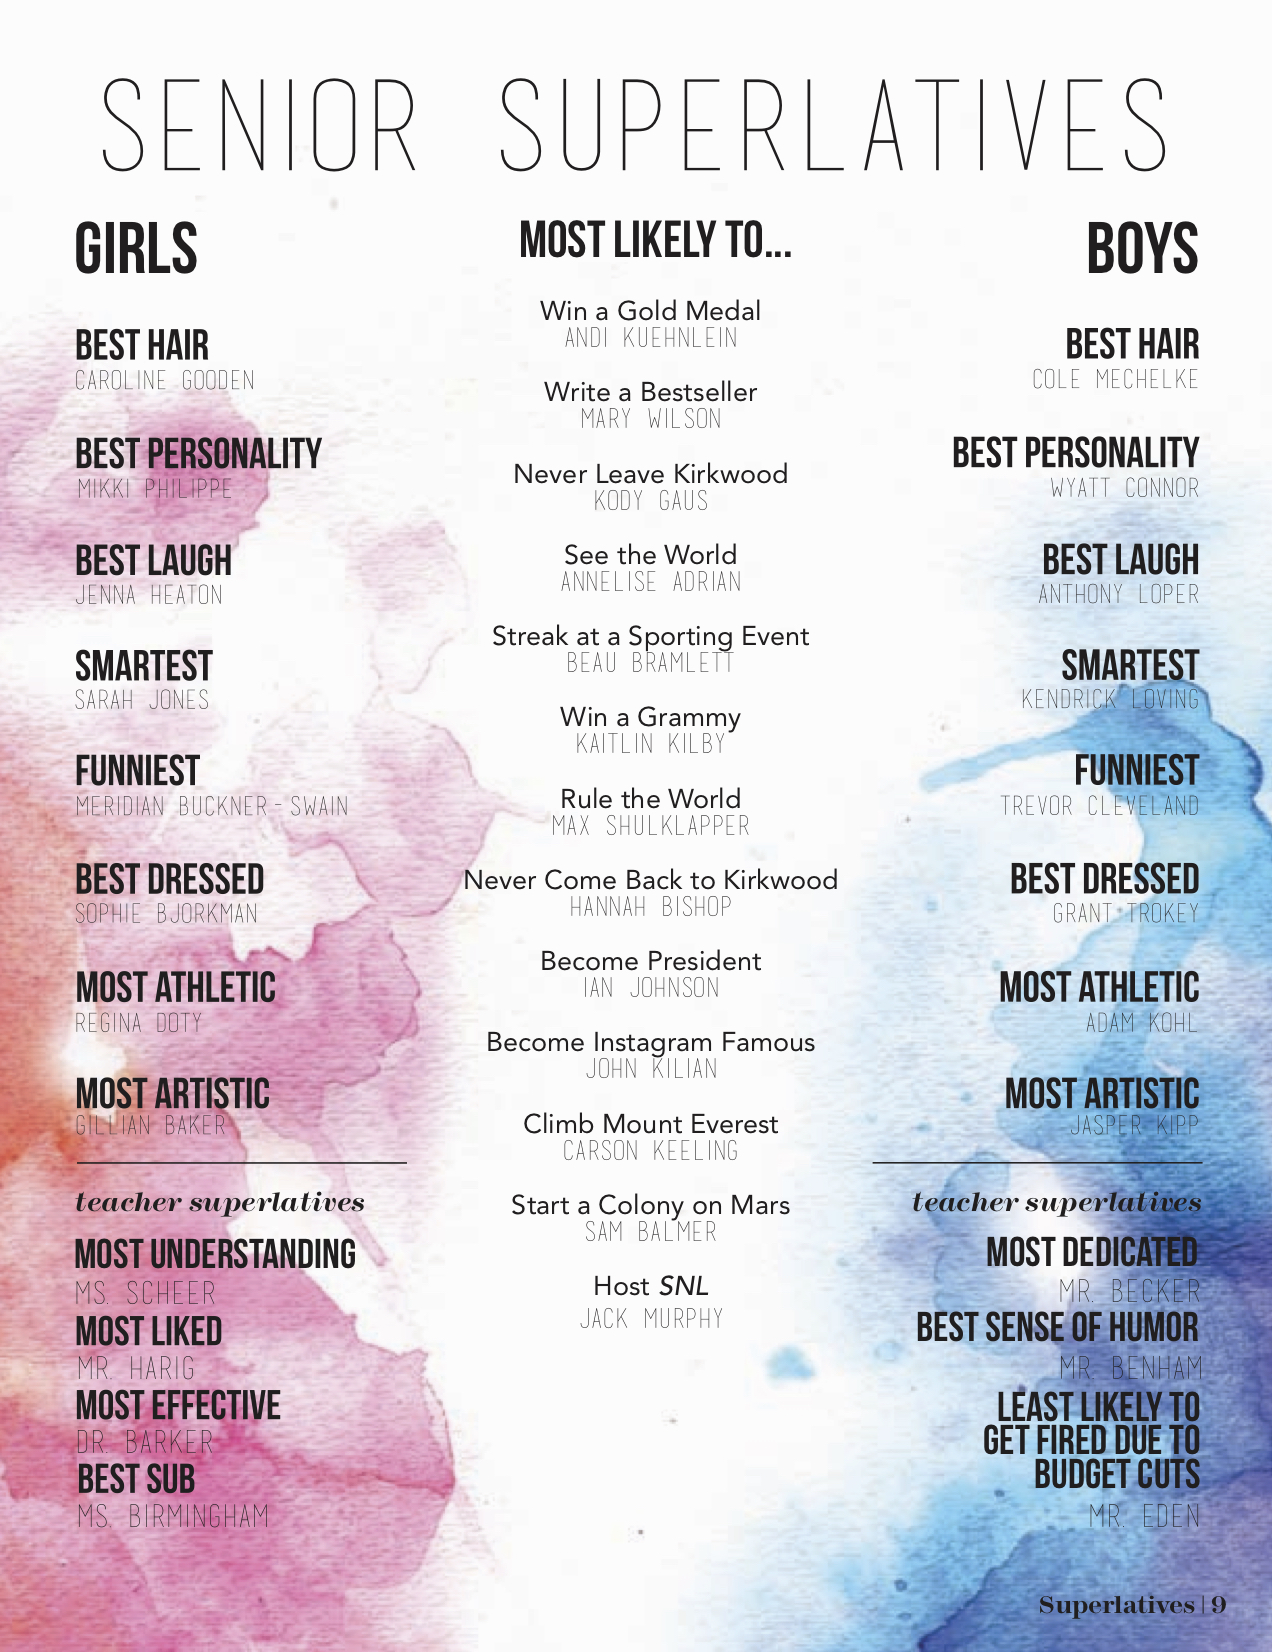 SENIOR SUPERLATIVES
GIRLS
BEST HAIR
CAROLINE GOODEN
BEST PERSONALITY
MIKKI PHILIPPE
BEST LAUGH
JENNA HEATON
SMARTEST
SARAH JONES
FUNNIEST
MERIDIAN BUCKNER-SWAIN
BEST DRESSED
SOPHIE BJORKMAN
MOST ATHLETIC
REGINA DOTY
MOST ARTISTIC
GILLIAN BAKER
teacher superlatives
MOST UNDERSTANDING
MS. SCHEER
MOST LIKED
MR. HARIG
MOST EFFECTIVE
DR. BARKER
BEST SUB
MS. BIRMINGHAM
MOST LIKELY TO...
Win a Gold Medal
ANDI KUEHNLEIN
Write a Bestseller
MARY WILSON
Never Leave Kirkwood
KODY GAUS
See the World
ANNELISE ADRIAN
Streak at a Sporting Event
BEAU BRAMLETT
Win a Grammy
KAITLIN KILBY
Rule the World
MAX SHULKLAPPER
Never Come Back to Kirkwood
HANNAH BISHOP
Become President
IAN JOHNSON
Become Instagram Famous
JOHN KILIAN
Climb Mount Everest
CARSON KEELING
Start a Colony on Mars
SAM BALMER
Host SNL
JACK MURPHY
BOYS
BEST HAIR
COLE MECHELKE
BEST PERSONALITY
WYATT CONNOR
BEST LAUGH
ANTHONY LOPER
SMARTEST
KENDRICK LOVING
FUNNIEST
TREVOR CLEVELAND
BEST DRESSED
GRANT TROKEY
MOST ATHLETIC
ADAM KOHL
MOST ARTISTIC
JASPER KIPP
teacher superlatives
MOST DEDICATED
MR. BECKER
BEST SENSE OF HUMOR
MR. BENHAM
LEAST LIKELY TO
GET FIRED DUE TO
BUDGET CUTS
MR. EDEN
Superlatives | 9